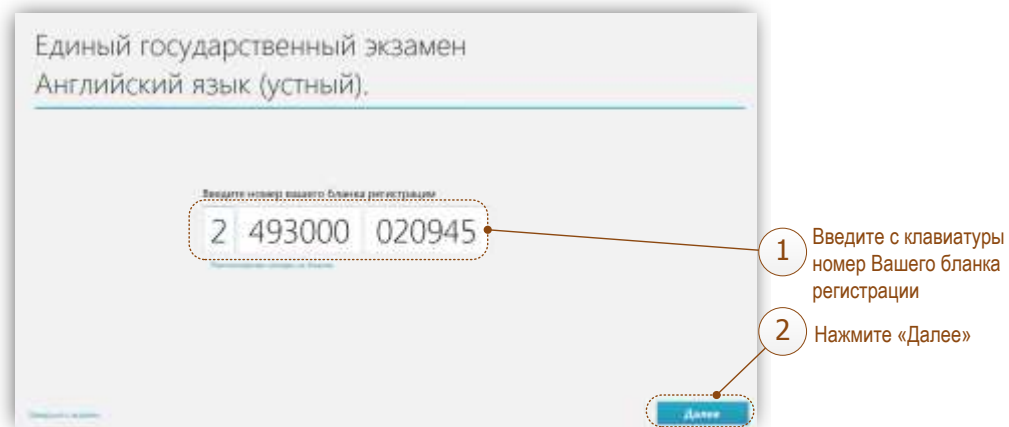 Единый государственный экзамен
Английский язык (устный).
Введите номер вашего бланка регистрации
2 493000 020945
1
Введите с клавиатуры
номер Вашего бланка
регистрации
2
Нажмите «Далее»
Далее